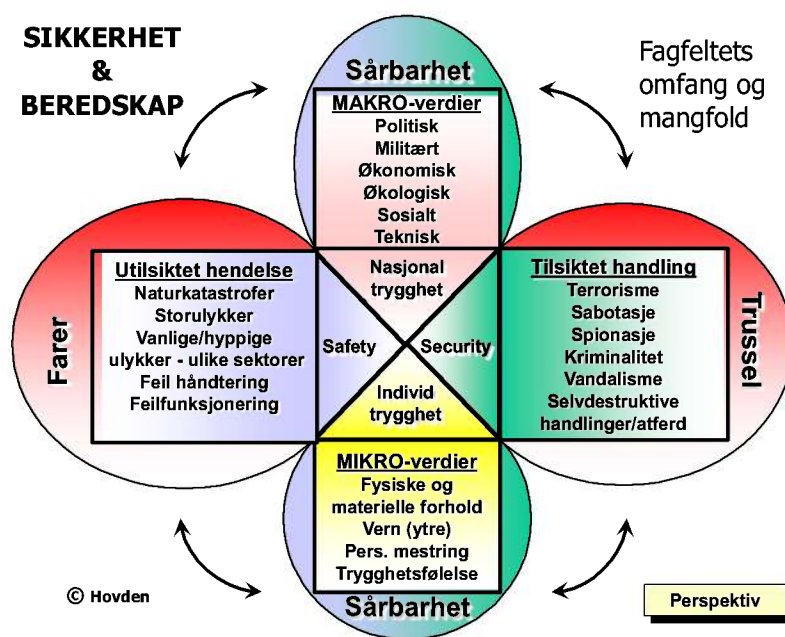 SIKKERHET
&
BEREDSKAP
Fagfeltets
omfang og
mangfold
Sårbarhet
MAKRO-verdier
Politisk
Militært
Økonomisk
Økologisk
Sosialt
Teknisk
Nasjonal
trygghet
Farer
Utilsiktet hendelse
Naturkatastrofer
Storulykker
Vanlige/hyppige
ulykker - ulike sektorer
Feil håndtering
Feilfunksjonering
Safety
Security
Tilsiktet handling
Terrorisme
Sabotasje
Spionasje
Kriminalitet
Vandalisme
Selvdestruktive
handlinger/atferd
Trussel
Individ
trygghet
MIKRO-verdier
Fysiske og
materielle forhold
Vern (ytre)
Pers. mestring
Trygghetsfølelse
Sårbarhet
© Hovden
Perspektiv